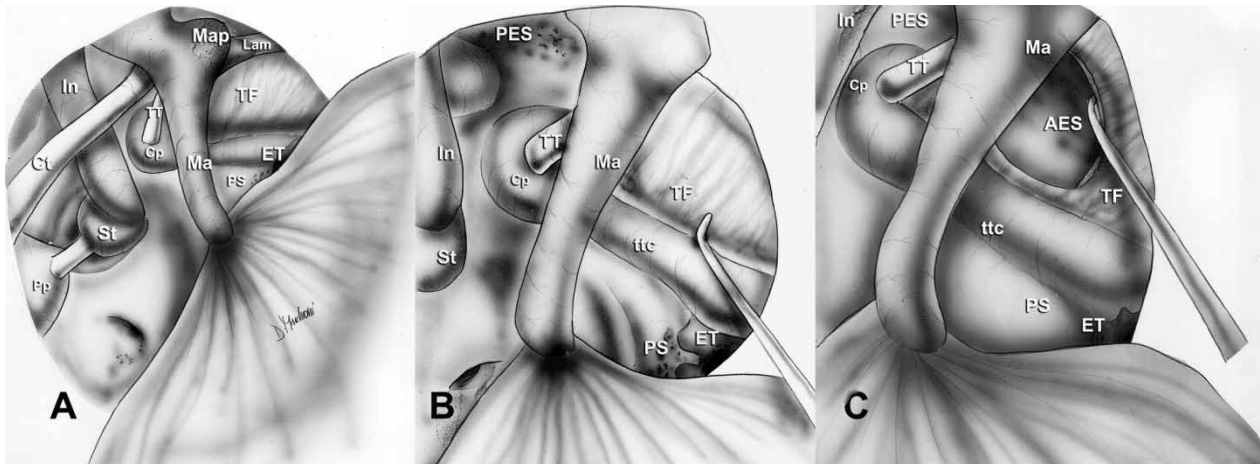 Map
Lam
In
TT
TF
Ct
Cp
Ma
ET
PS
St
Pp
A
PES
In
TT
Ma
Cp
TF
ttc
St
PS
ET
B
In
PES
Ma
TT
Cp
AES
TF
ttc
PS
ET
C